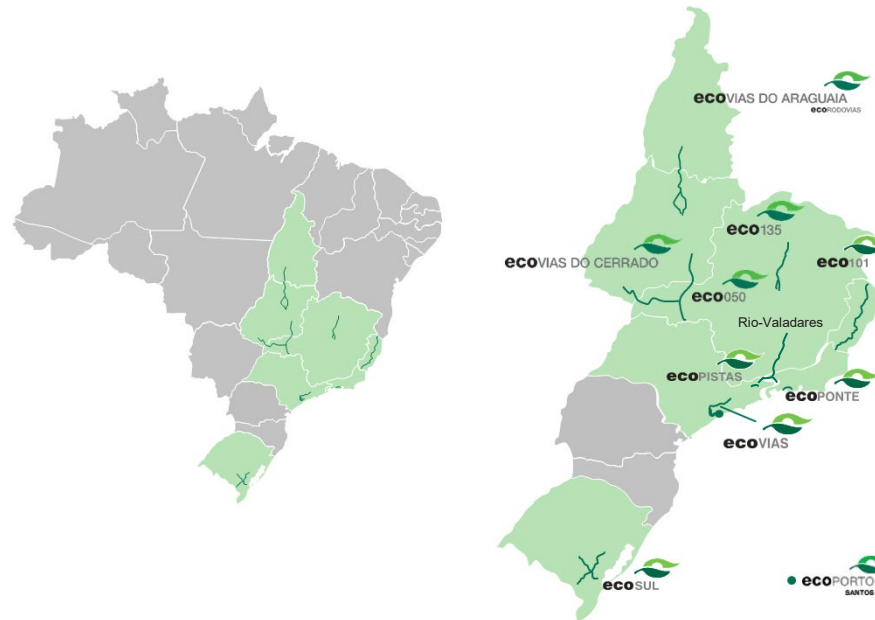 ecoVIAS DO ARAGUAIA
ecoRODOVIAS
eco135
ecoVIAS DO CERRADO
eco101
eco050
Rio-Valadares
ecoPISTAS
ecoPONTE
ecoVIAS
ecoSUL
ecoPORTO
SANTOS